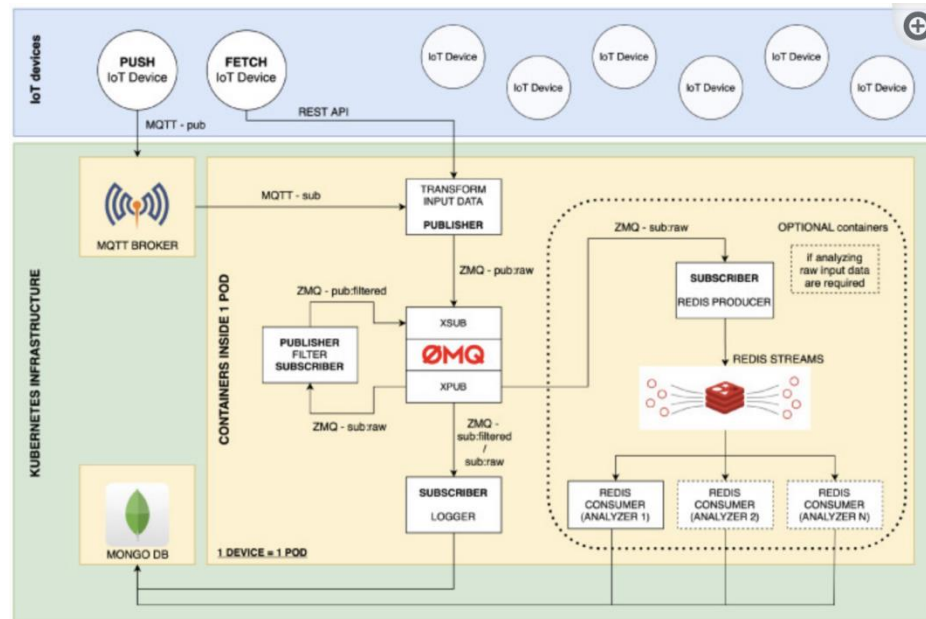 IoT devices
PUSH
IoT Device
FETCH
IoT Device
IoT Device
IoT Device
IoT Device
IoT Device
IoT Device
IoT Device
MQTT - pub
REST API
KUBERNETES INFRASTRUCTURE
MQTT BROKER
MQTT - sub
CONTAINERS INSIDE 1 POD
TRANSFORM
INPUT DATA
PUBLISHER
ZMQ - pub:raw
ZMQ - pub:filtered
PUBLISHER
FILTER
SUBSCRIBER
XSUB
ØMQ
XPUB
ZMQ - sub:raw
ZMQ -
sub:filtered
/
sub:raw
SUBSCRIBER
LOGGER
1 DEVICE = 1 POD
MONGO DB
ZMQ - sub:raw
OPTIONAL containers
if analyzing
raw input data
are required
SUBSCRIBER
REDIS PRODUCER
REDIS STREAMS
REDIS
CONSUMER
(ANALYZER 1)
REDIS
CONSUMER
(ANALYZER 2)
REDIS
CONSUMER
(ANALYZER N)